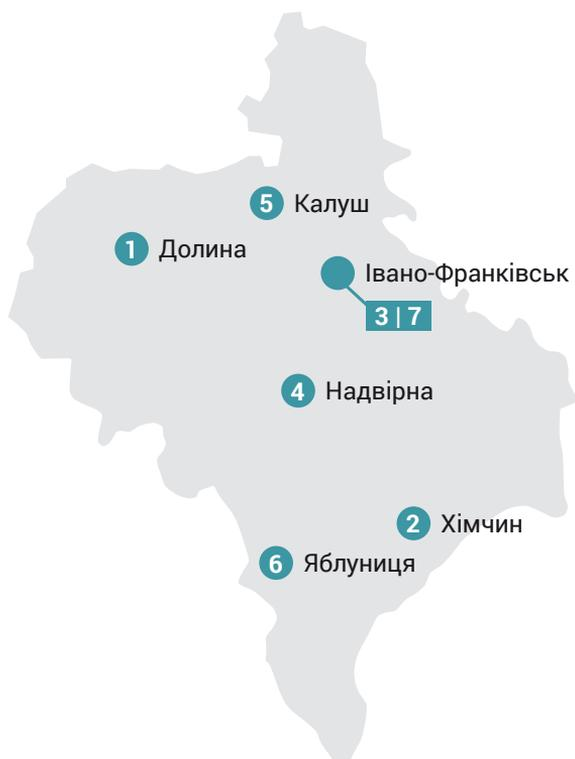 5 Калуш
1 Долина
Івано-Франківськ
3 | 7
4 Надвірна
2 Хімчин
6 Яблуниця